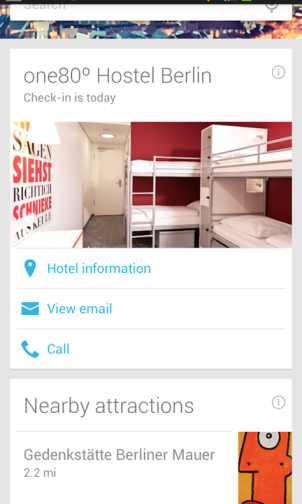 Search
one80º Hostel Berlin
Check-in is today
SAGEN
SIEHST
RICHTICH
SCHNIEKE
AUS KELLE
Hotel information
View email
Call
Nearby attractions
Gedenkstätte Berliner Mauer
2.2 mi